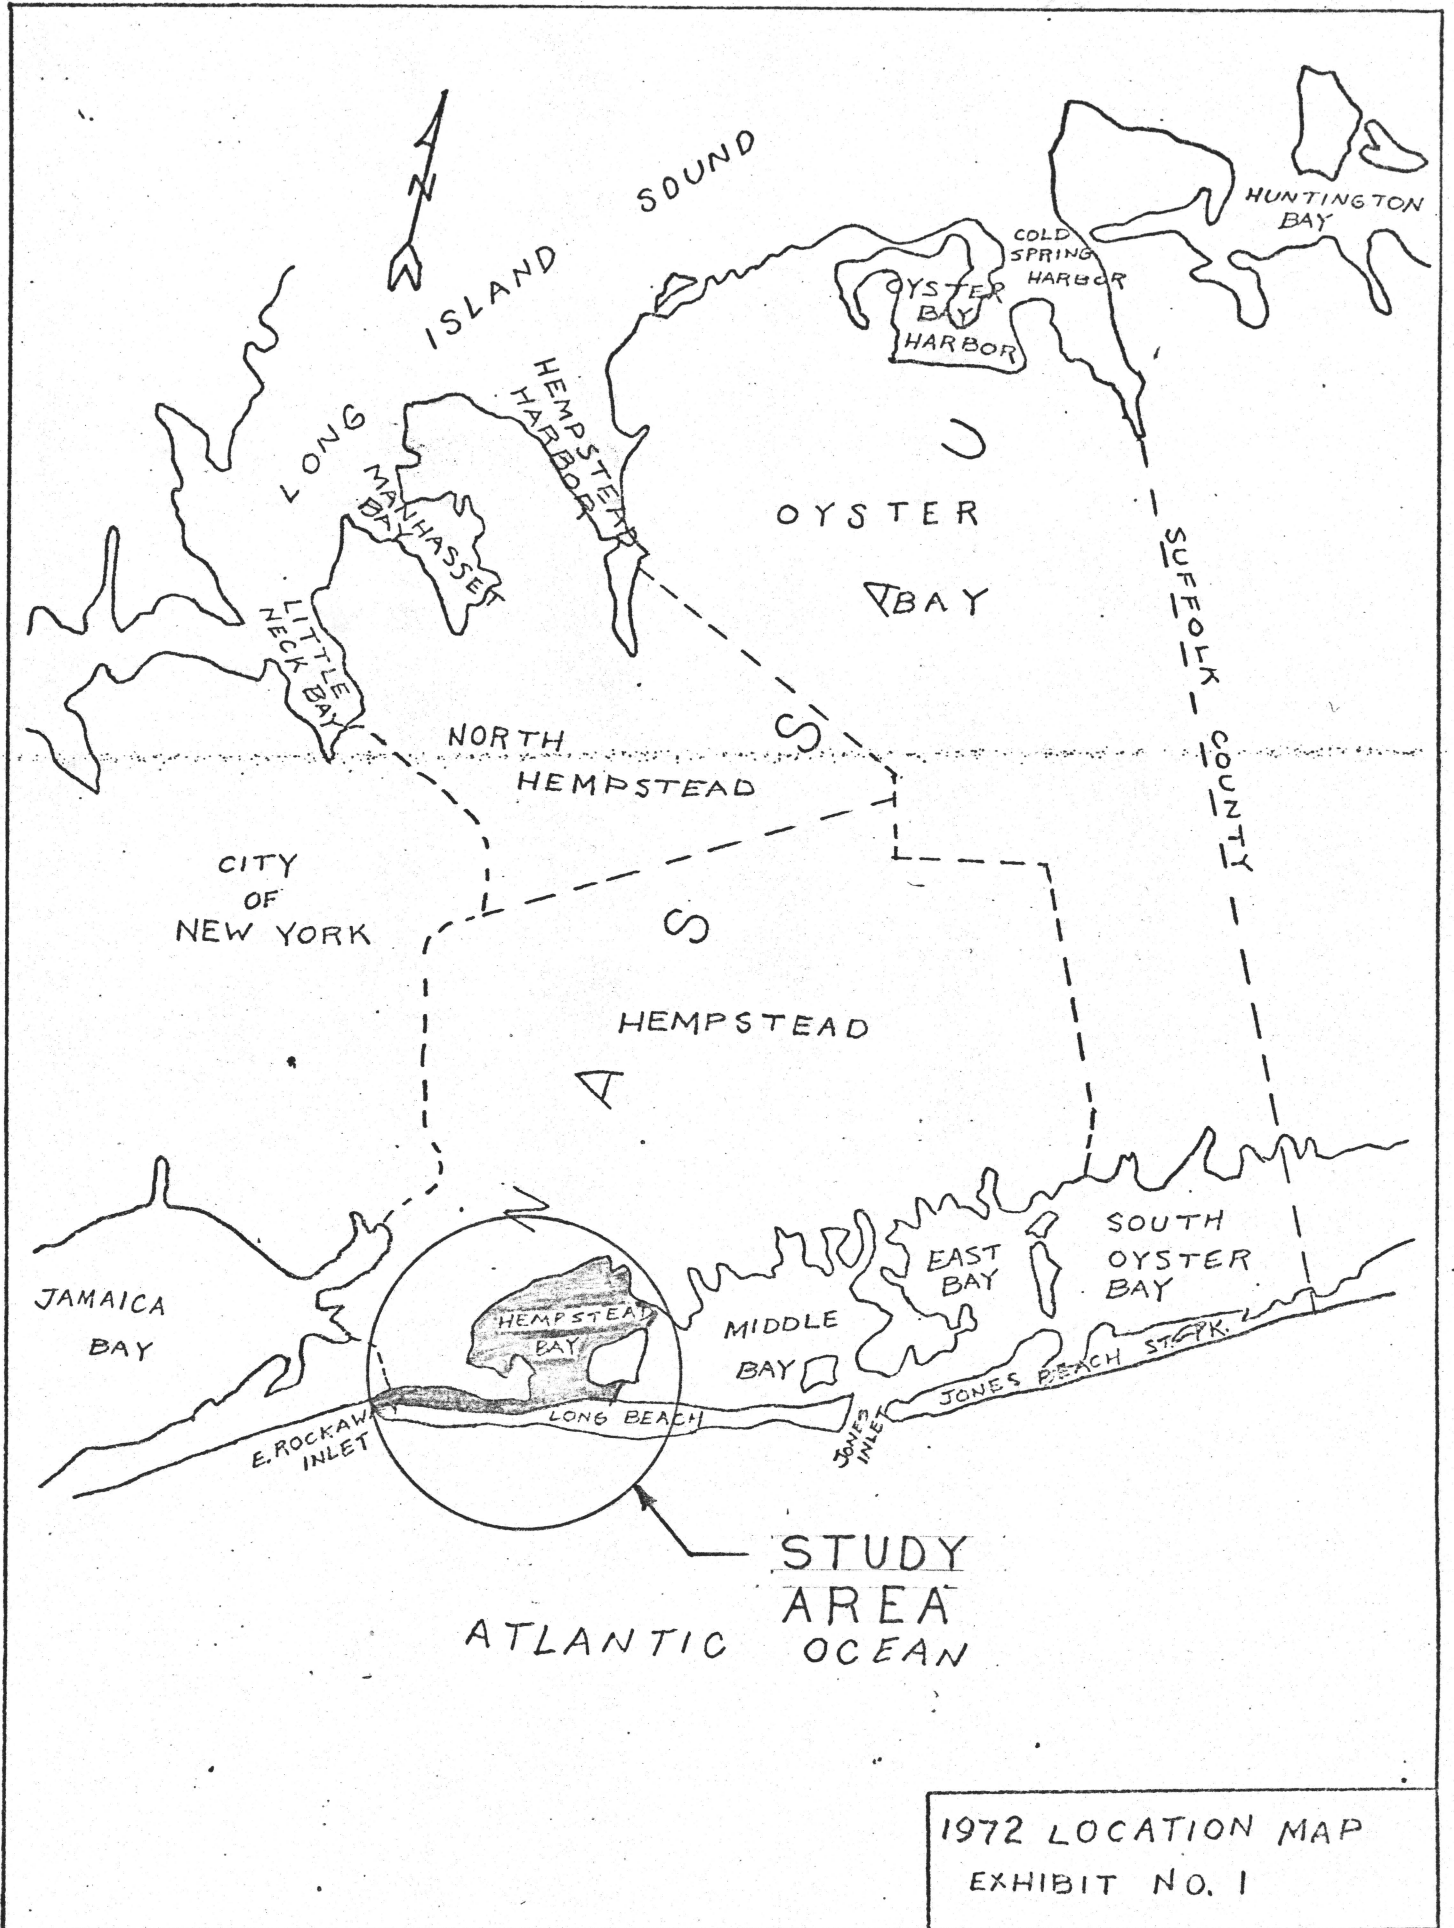 SOUND
ISLAND
LONG
N
HUNTINGTON
BAY
COLD
SPRING
HARBOR
OYSTER
BAY
HARBOR
HEMPSTEAD
HARBOR
MANHASSET
BAY
LITTLE
NECK BAY
OYSTER
BAY
SUFFOLK COUNTY
NORTH
HEMPSTEAD
CITY
OF
NEW YORK
HEMPSTEAD
NASSAU
JAMAICA
BAY
HEMPSTEAD
BAY
MIDDLE
BAY
EAST
BAY
SOUTH
OYSTER
BAY
E. ROCKAWAY
INLET
LONG BEACH
JONES
INLET
JONES BEACH ST. PK.
STUDY
AREA
ATLANTIC OCEAN
1972 LOCATION MAP
EXHIBIT NO. 1